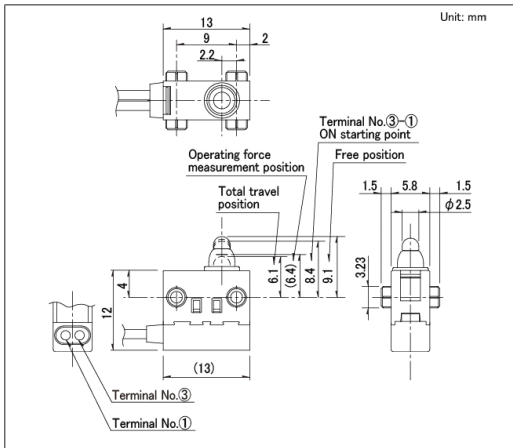 Unit: mm
13
9
2
2.2
Terminal No.③-①
ON starting point
Operating force
measurement position
Free position
Total travel
position
1.5
5.8
1.5
φ2.5
6.1
(6.4)
8.4
9.1
3.23
4
12
(13)
Terminal No.③
Terminal No.①